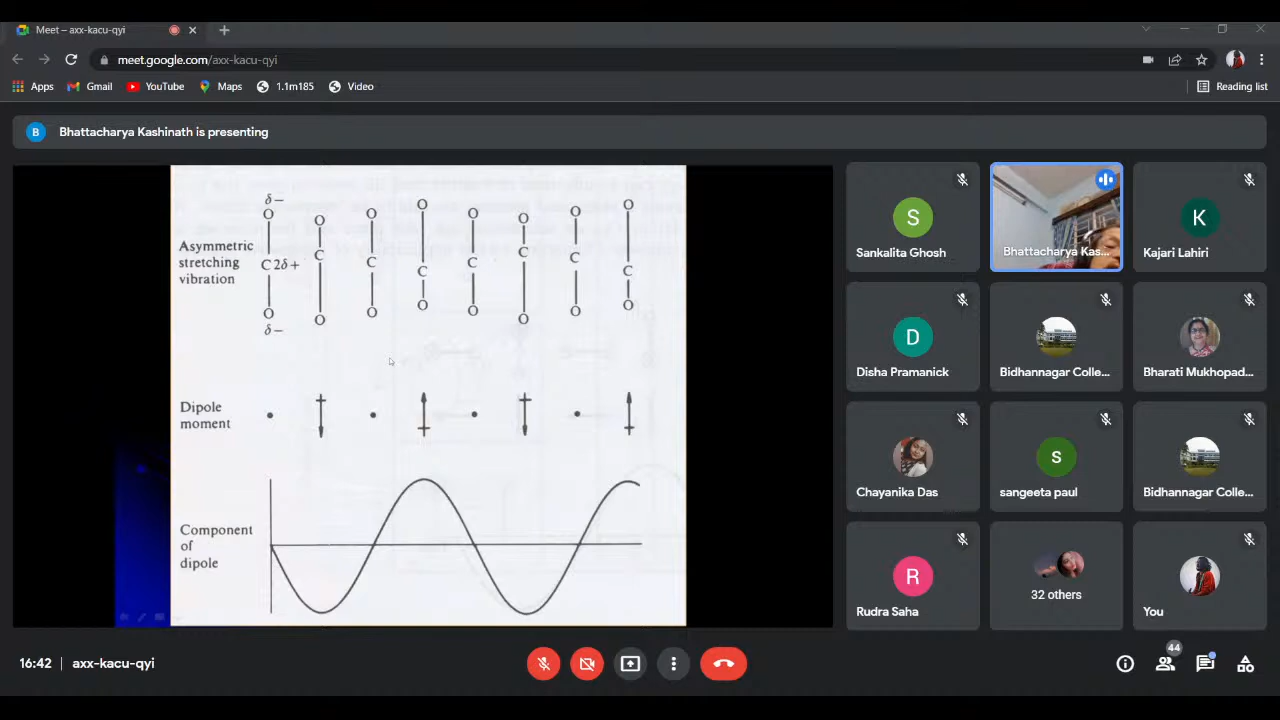 Meet – axx-kacu-qyi
meet.google.com/axx-kacu-qyi
Apps Gmail YouTube Maps 1.1m185 Video Reading list
B Bhattacharya Kashinath is presenting
δ− 
O O O O O O O O
Asymmetric
stretching
vibration
C 2δ+ C C C C C C C
O O O O O O O O
δ−
Dipole
moment
Component
of
dipole
S
Sankalita Ghosh
Bhattacharya Kas...
K
Kajari Lahiri
D
Disha Pramanick
Bidhannagar Colle...
Bharati Mukhopad...
Chayanika Das
s
sangeeta paul
Bidhannagar Colle...
R
Rudra Saha
32 others
You
16:42 | axx-kacu-qyi
44